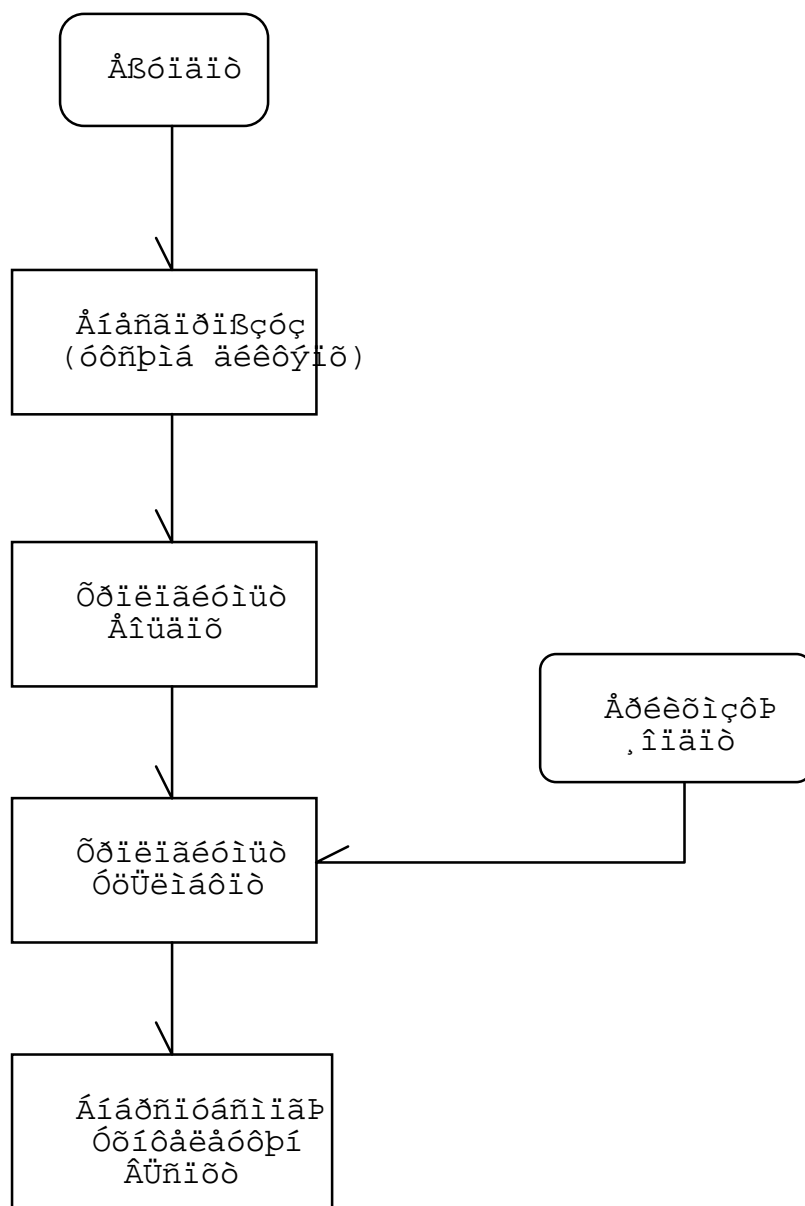 Åßóïäïò
Åíåñãïðïßçóç
(óôñþìá äéêôýïõ)
Õðïëïãéóìüò
Åîüäïõ
ÅðéèõìçôÞ
¸îïäïò
Õðïëïãéóìüò
ÓöÜëìáôïò
ÁíáðñïóáñìïãÞ
Óõíôåëåóôþí
ÂÜñïõò